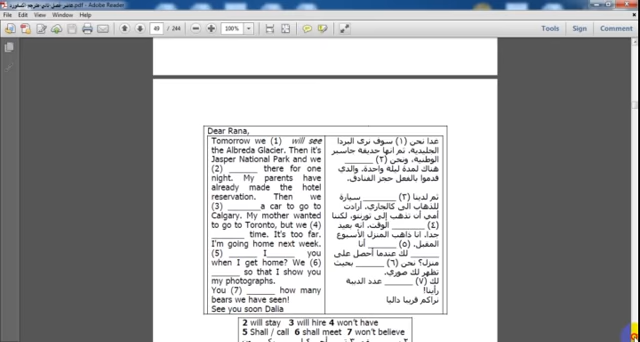 File Edit View Window Help
49 / 244
100%
Tools Sign Comment
Dear Rana,
Tomorrow we (1) will see
the Albreda Glacier. Then it's
Jasper National Park and we
(2) ______ there for one
night. My parents have
already made the hotel
reservation. Then we
(3) _______a car to go to
Calgary. My mother wanted
to go to Toronto, but we (4)
_______ time. It's too far.
I'm going home next week.
(5) _____ I_______ you
when I get home? We (6)
______ so that I show you
my photographs.
You (7) ______ how many
bears we have seen!
See you soon Dalia
غدا نحن (١) سوف نرى البردا
الجليدية. ثم انها حديقة جاسبر
الوطنية، ونحن (٢) ______
هناك لمدة ليلة واحدة. والدي
قدموا بالفعل حجز الفنادق.
ثم لدينا (٣) ______ سيارة
للذهاب الى كالجاري. أرادت
أمي أن تذهب إلى تورنتو، لكننا
(٤) ______ الوقت. انه بعيد
جدا. انا ذاهب المنزل الأسبوع
المقبل. (٥) ______ أنا
______ لك عندما أحصل على
منزل؟ نحن (٦) ______ بحيث
تظهر لك صوري.
لك (٧) ______ عدد الدببة
رأينا!
نراكم قريبا داليا
2 will stay 3 will hire 4 won't have
5 Shall / call 6 shall meet 7 won't believe